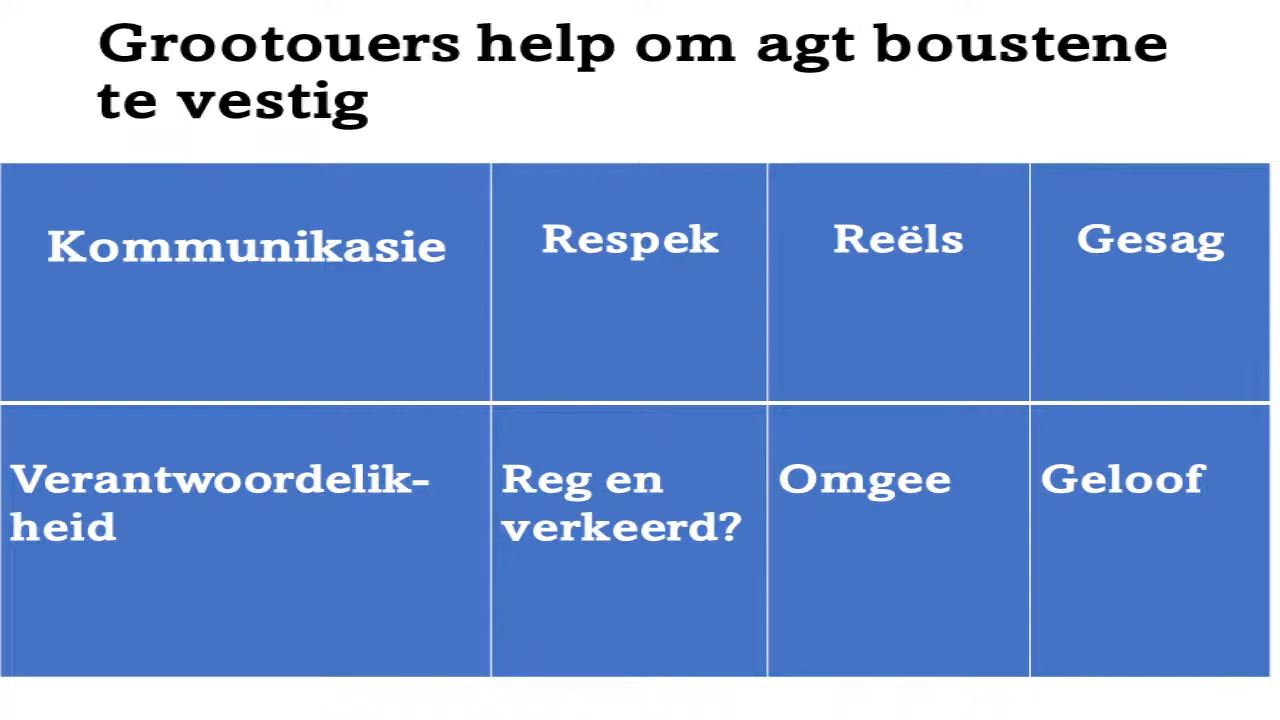 Grootouers help om agt boustene
te vestig
Kommunikasie
Respek
Reëls
Gesag
Verantwoordelik-
heid
Reg en
verkeerd?
Omgee
Geloof